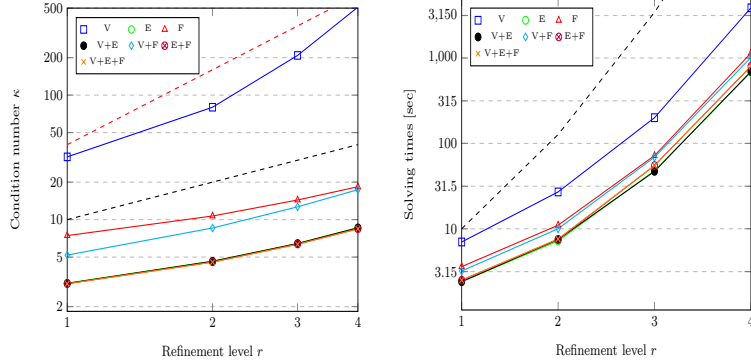 500
200
100
50
20
10
5
2
1
2
3
4
Condition number κ
Refinement level r
V E F
V+E V+F E+F
V+E+F
3,150
1,000
315
100
31.5
10
3.15
1
2
3
4
Solving times [sec]
Refinement level r
V E F
V+E V+F E+F
V+E+F